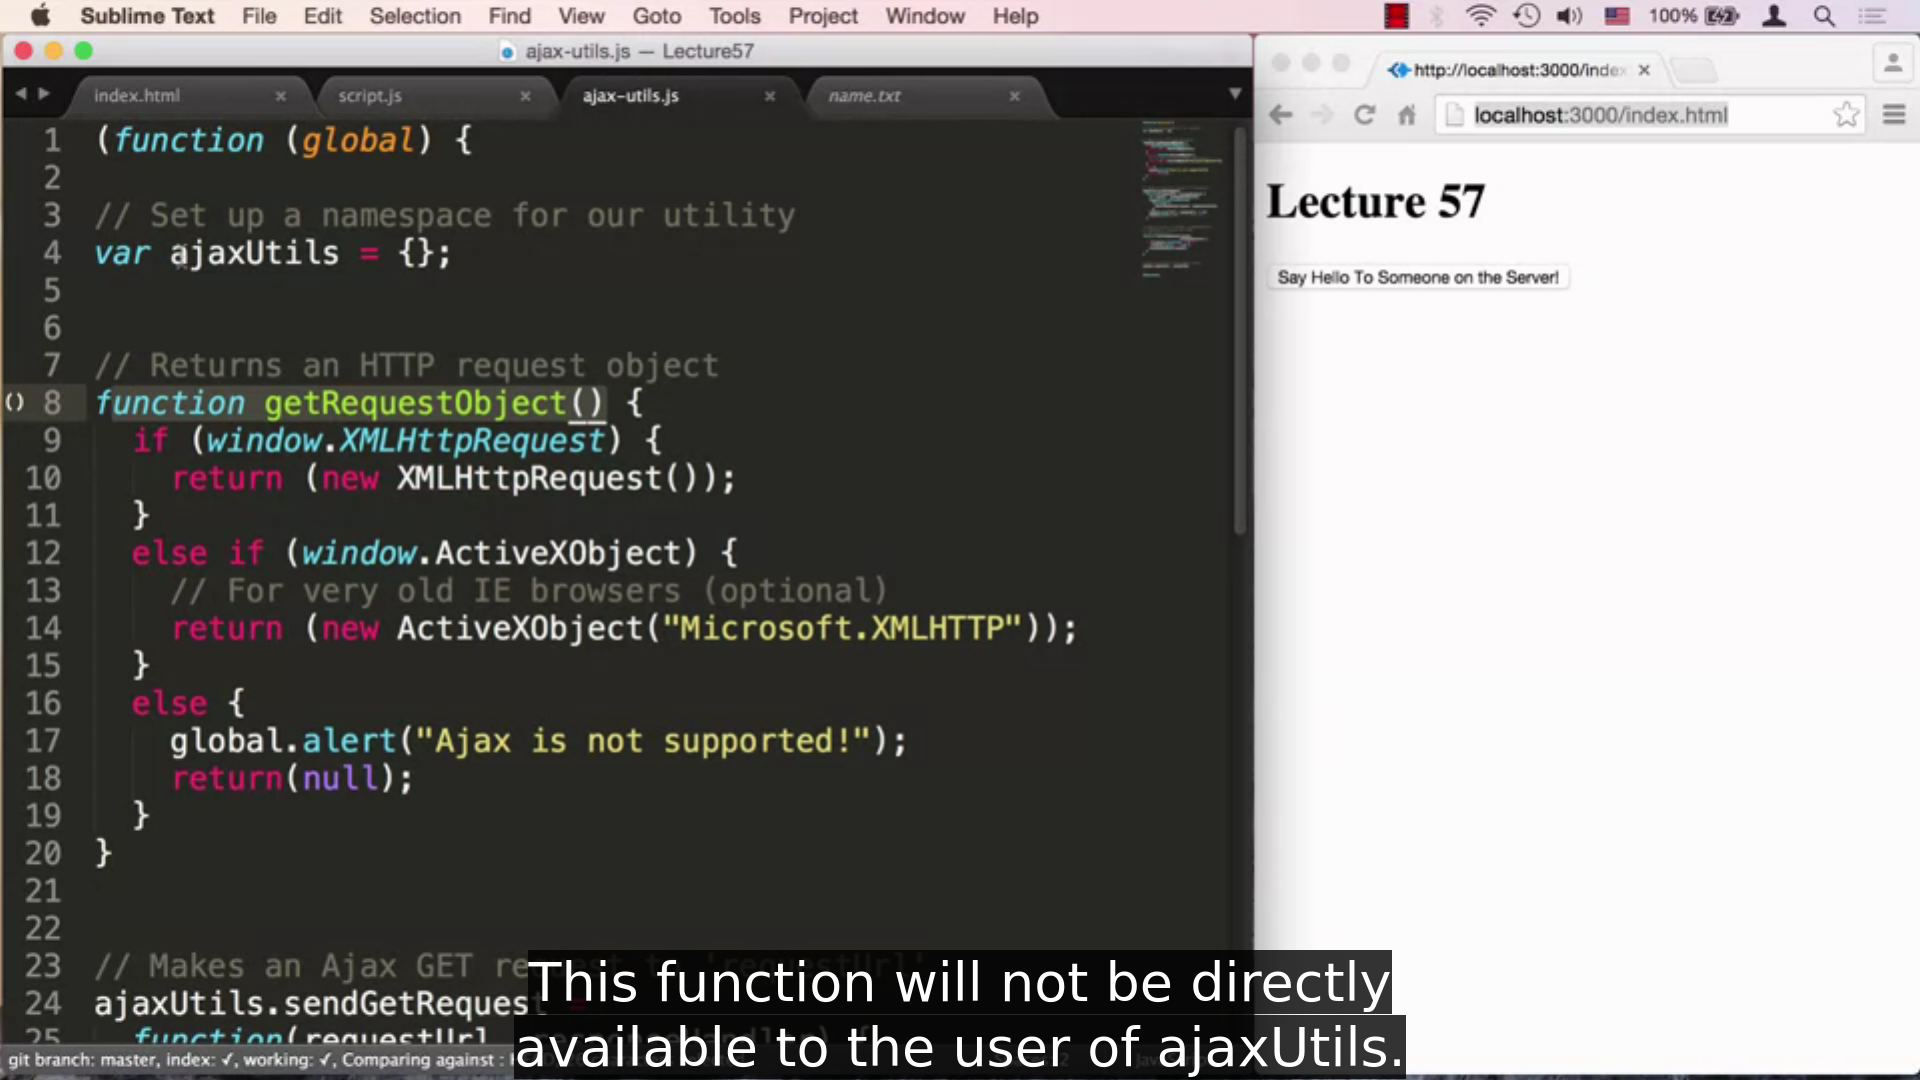 Sublime Text File Edit Selection Find View Goto Tools Project Window Help 100%
ajax-utils.js — Lecture57
index.html script.js ajax-utils.js name.txt
1 (function (global) {
2
3 // Set up a namespace for our utility
4 var ajaxUtils = {};
5
6
7 // Returns an HTTP request object
8 function getRequestObject() {
9 if (window.XMLHttpRequest) {
10 return (new XMLHttpRequest());
11 }
12 else if (window.ActiveXObject) {
13 // For very old IE browsers (optional)
14 return (new ActiveXObject("Microsoft.XMLHTTP"));
15 }
16 else {
17 global.alert("Ajax is not supported!");
18 return(null);
19 }
20 }
21
22
23 // Makes an Ajax GET request to 'requestUrl'
24 ajaxUtils.sendGetRequest =
25 function(requestUrl, responseHandler) {
git branch: master, index: ✓, working: ✓, Comparing against :
http://localhost:3000/index
localhost:3000/index.html
Lecture 57
Say Hello To Someone on the Server!
This function will not be directly
available to the user of ajaxUtils.